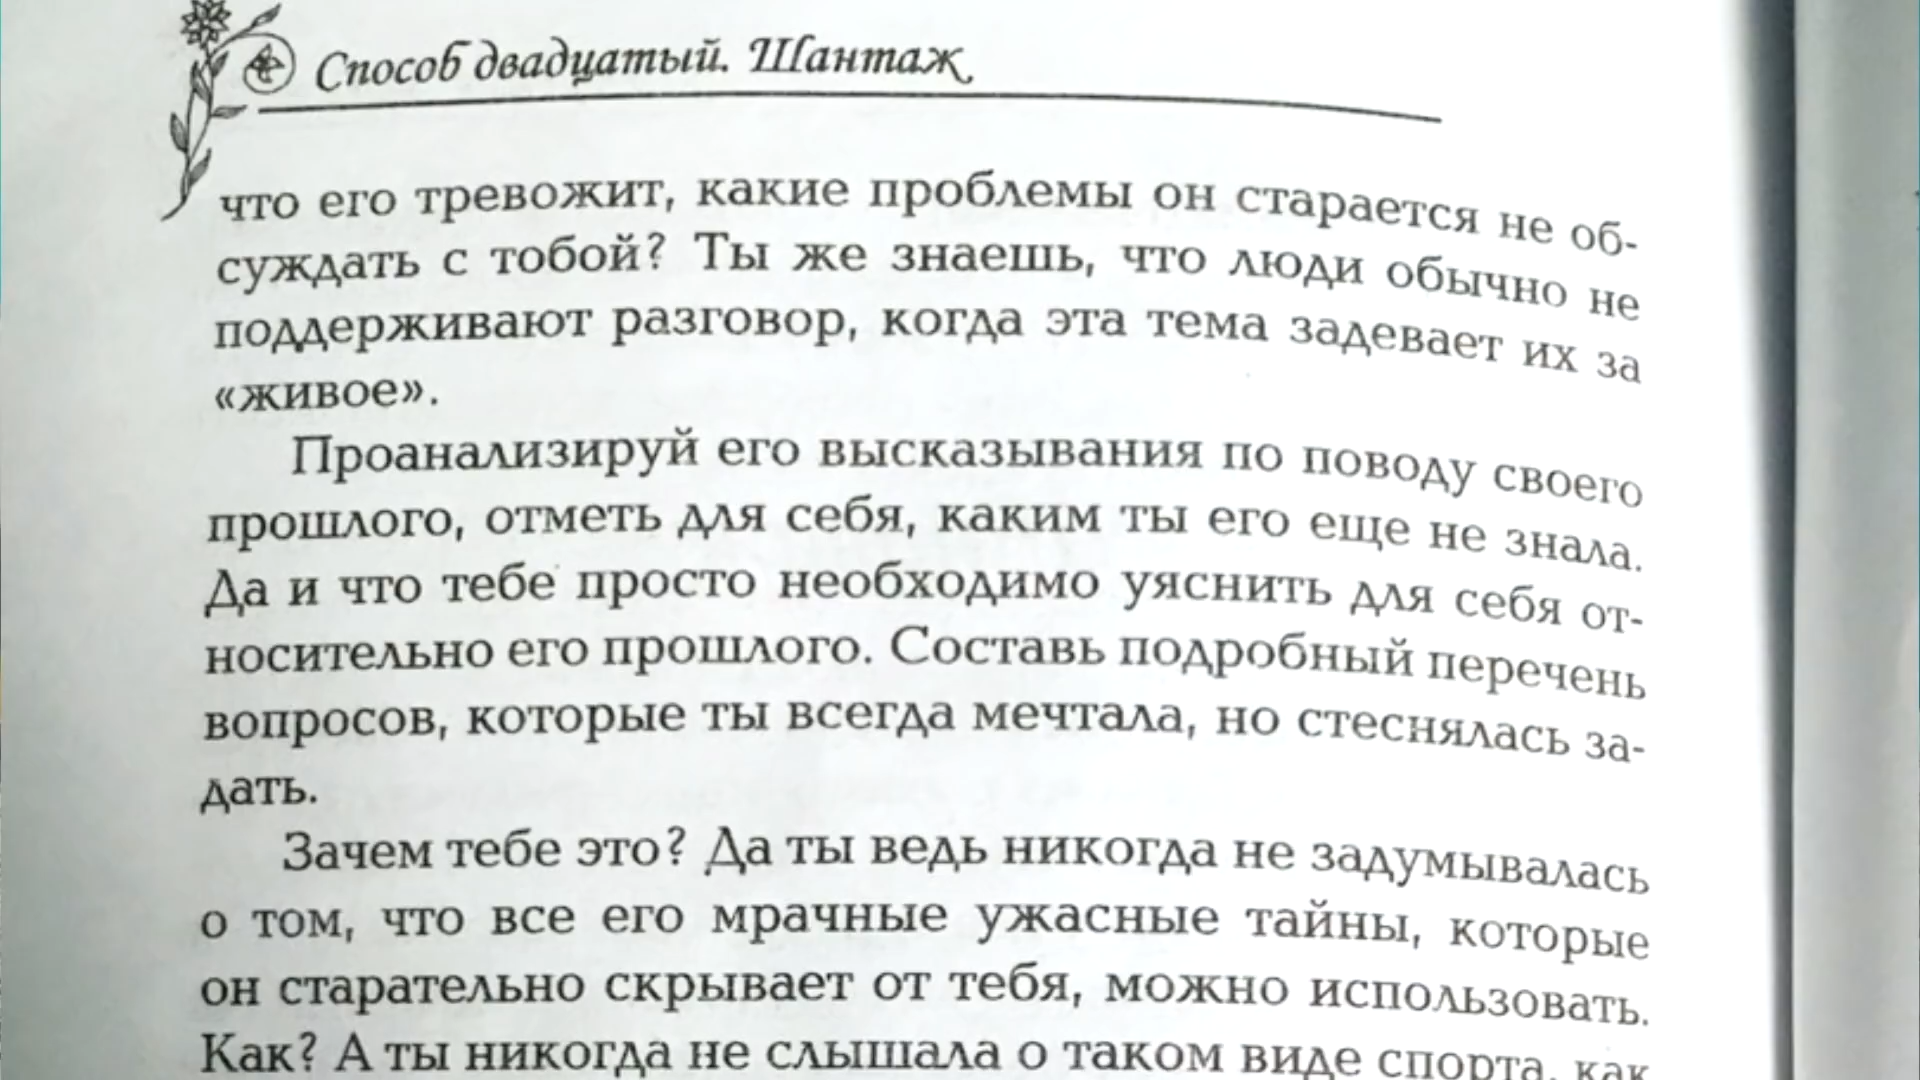 Способ двадцатый. Шантаж
что его тревожит, какие проблемы он старается не об-
суждать с тобой? Ты же знаешь, что люди обычно не
поддерживают разговор, когда эта тема задевает их за
«живое».
Проанализируй его высказывания по поводу своего
прошлого, отметь для себя, каким ты его еще не знала.
Да и что тебе просто необходимо уяснить для себя от-
носительно его прошлого. Составь подробный перечень
вопросов, которые ты всегда мечтала, но стеснялась за-
дать.
Зачем тебе это? Да ты ведь никогда не задумывалась
о том, что все его мрачные ужасные тайны, которые
он старательно скрывает от тебя, можно использовать.
Как? А ты никогда не слышала о таком виде спорта, как